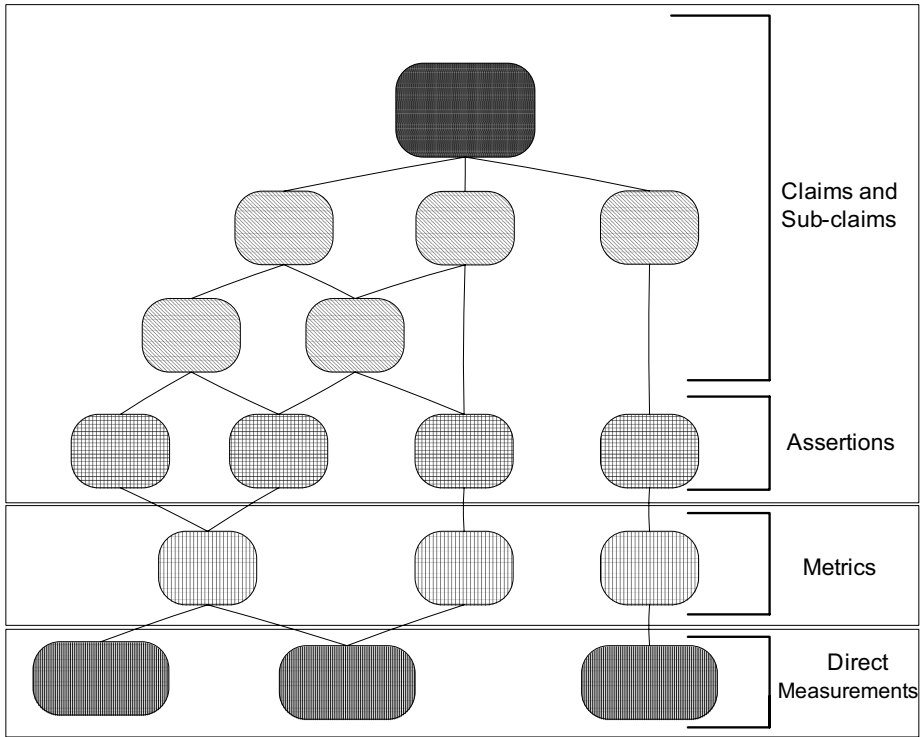 Claims and
Sub-claims
Assertions
Metrics
Direct
Measurements